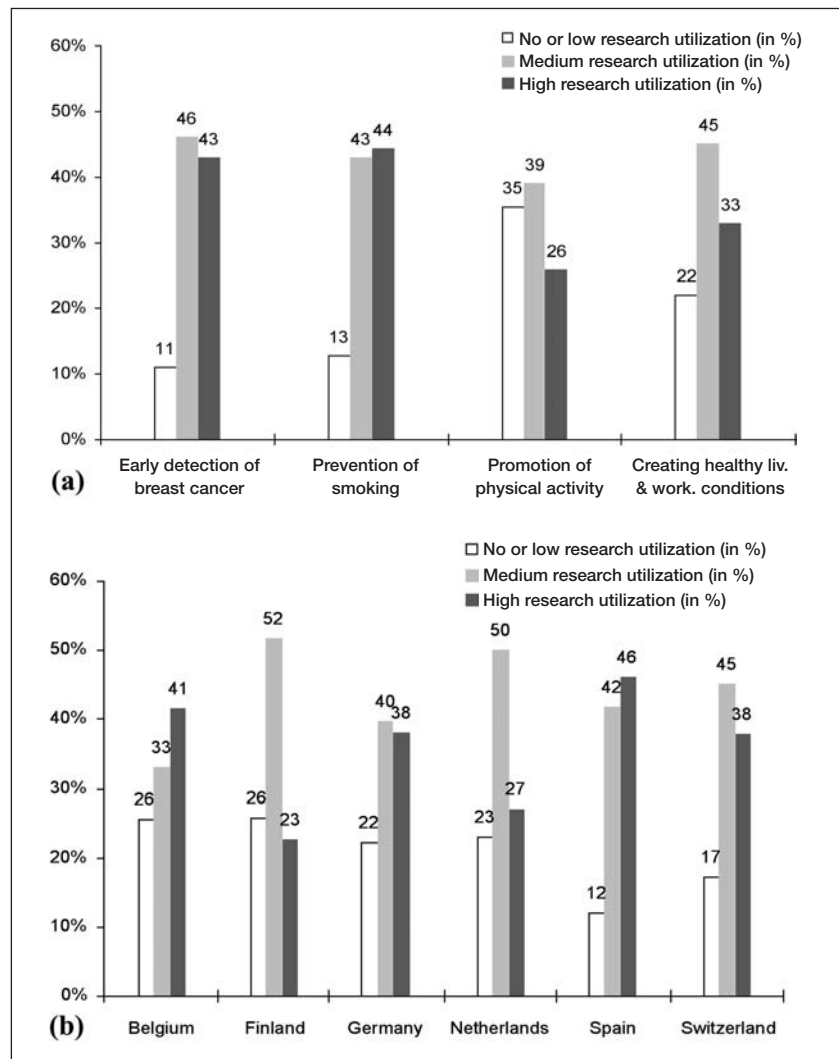 60%
50%
40%
30%
20%
10%
0%
No or low research utilization (in %)
Medium research utilization (in %)
High research utilization (in %)
11
46
43
13
43
44
35
39
26
22
45
33
Early detection of
breast cancer
Prevention of
smoking
Promotion of
physical activity
Creating healthy liv.
& work. conditions
(a)
60%
50%
40%
30%
20%
10%
0%
No or low research utilization (in %)
Medium research utilization (in %)
High research utilization (in %)
26
33
41
26
52
23
22
40
38
23
50
27
12
42
46
17
45
38
Belgium
Finland
Germany
Netherlands
Spain
Switzerland
(b)